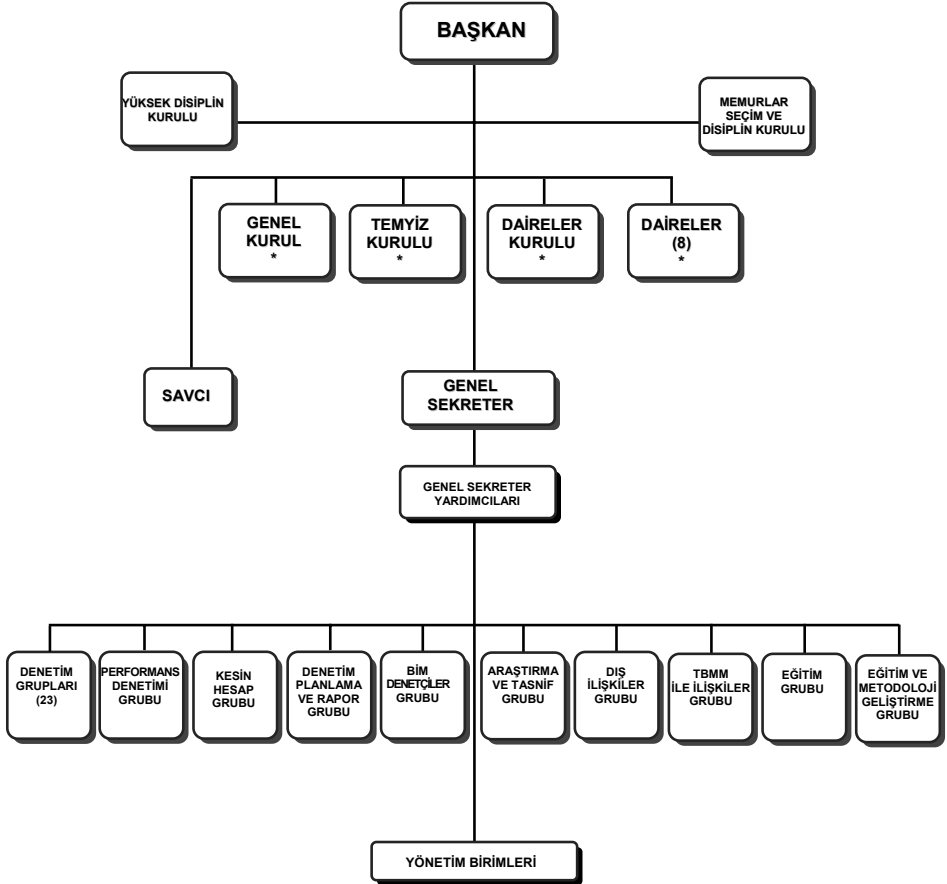 BAŞKAN
YÜKSEK DİSİPLİN
KURULU
MEMURLAR
SEÇİM VE
DİSİPLİN KURULU
GENEL
KURUL
*
TEMYİZ
KURULU
*
DAİRELER
KURULU
*
DAİRELER
(8)
*
SAVCI
GENEL
SEKRETER
GENEL SEKRETER
YARDIMCILARI
DENETİM
GRUPLARI
(23)
PERFORMANS
DENETİMİ
GRUBU
KESİN
HESAP
GRUBU
DENETİM
PLANLAMA
VE RAPOR
GRUBU
BİM
DENETÇİLER
GRUBU
ARAŞTIRMA
VE TASNİF
GRUBU
DIŞ
İLİŞKİLER
GRUBU
TBMM
İLE İLİŞKİLER
GRUBU
EĞİTİM
GRUBU
EĞİTİM VE
METODOLOJİ
GELİŞTİRME
GRUBU
YÖNETİM BİRİMLERİ